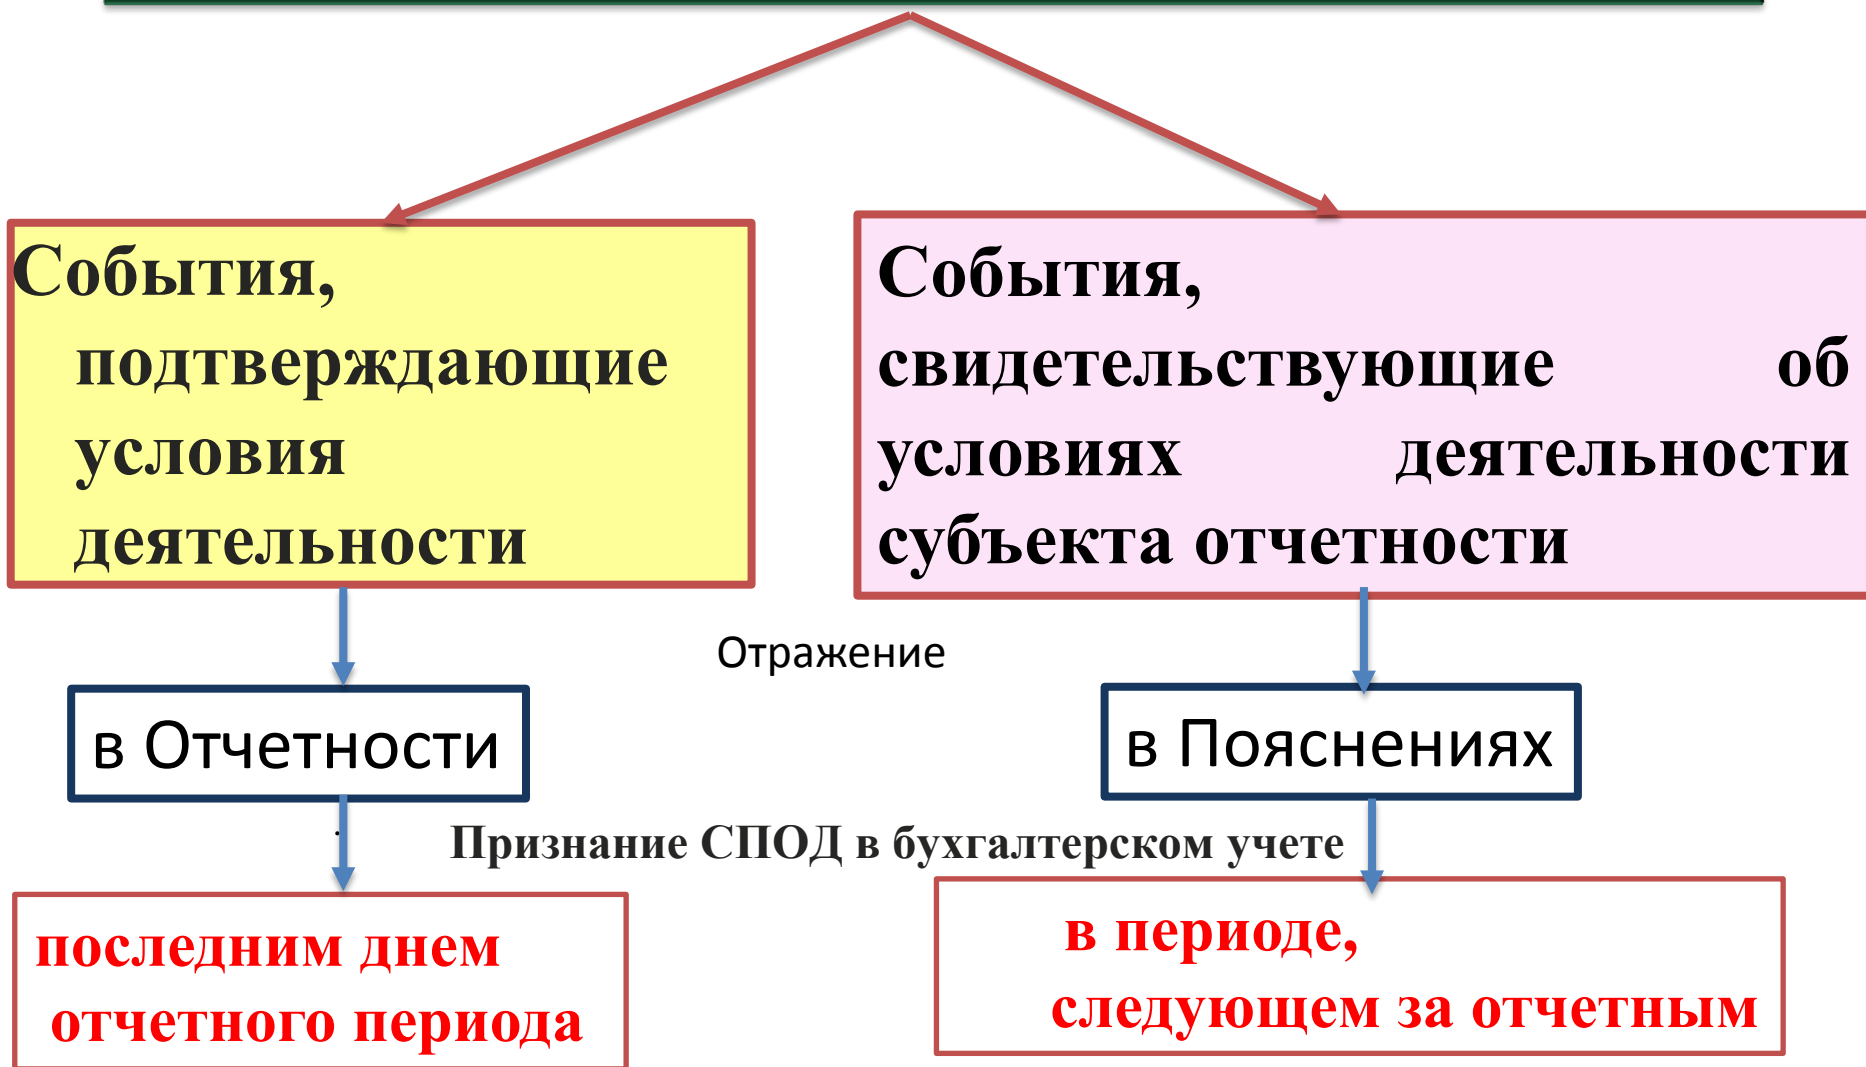 События,
подтверждающие
условия
деятельности
События,
свидетельствующие об
условиях деятельности
субъекта отчетности
Отражение
в Отчетности
в Пояснениях
Признание СПОД в бухгалтерском учете
последним днем
отчетного периода
в периоде,
следующем за отчетным